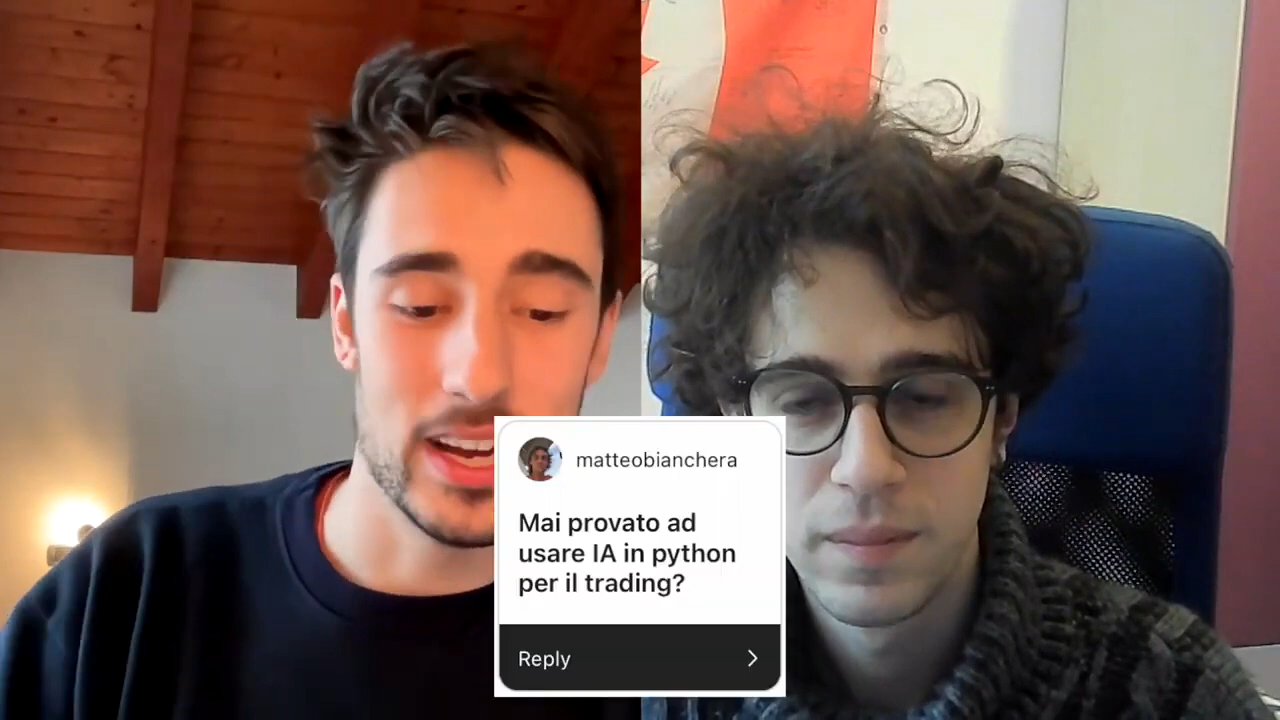 matteobianchera
Mai provato ad
usare IA in python
per il trading?
Reply